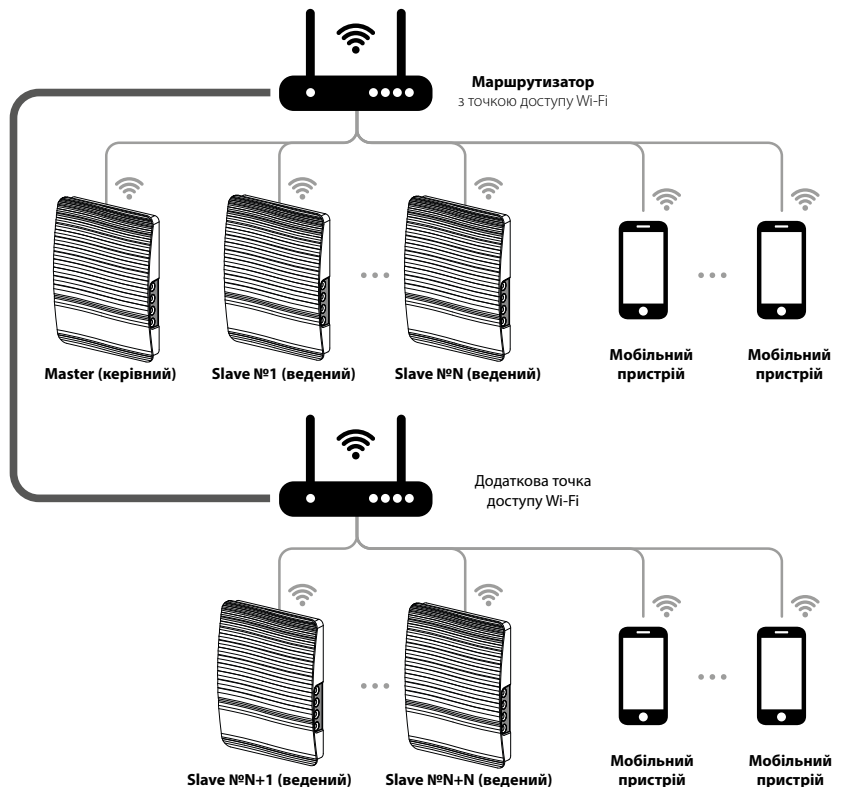 Маршрутизатор
з точкою доступу Wi-Fi
Master (керівний)
Slave №1 (ведений)
Slave №N (ведений)
Мобільний
пристрій
Мобільний
пристрій
Додаткова точка
доступу Wi-Fi
Slave №N+1 (ведений)
Slave №N+N (ведений)
Мобільний
пристрій
Мобільний
пристрій